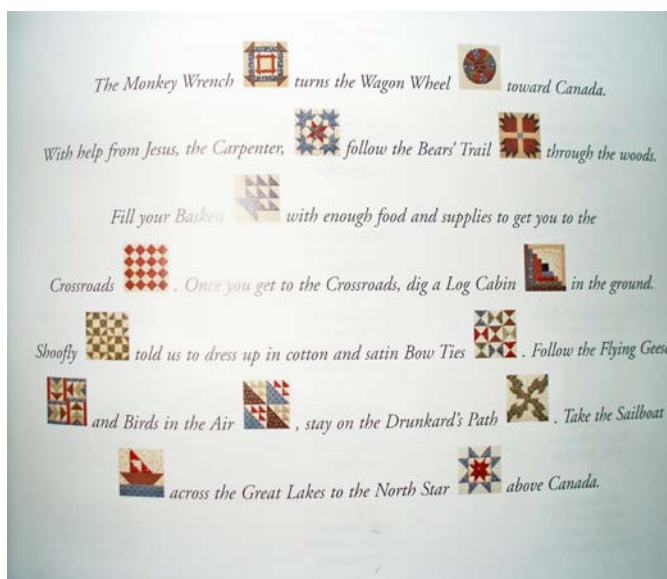 The Monkey Wrench turns the Wagon Wheel toward Canada.
With help from Jesus, the Carpenter, follow the Bears' Trail through the woods.
Fill your Basket with enough food and supplies to get you to the
Crossroads . Once you get to the Crossroads, dig a Log Cabin in the ground.
Shoofly told us to dress up in cotton and satin Bow Ties . Follow the Flying Geese
and Birds in the Air , stay on the Drunkard's Path . Take the Sailboat
across the Great Lakes to the North Star above Canada.